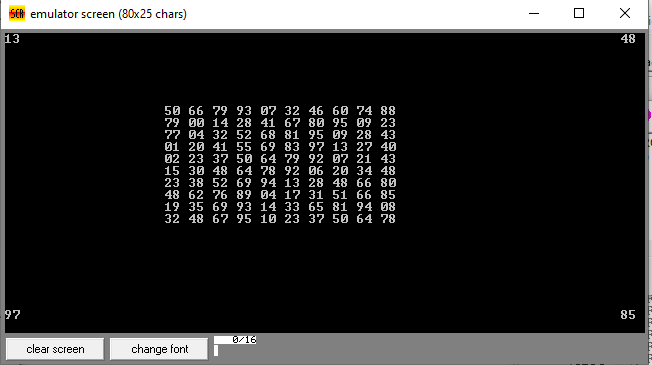 emulator screen (80x25 chars)
13 48
50 66 79 93 07 32 46 60 74 88
79 00 14 28 41 67 80 95 09 23
77 04 32 52 68 81 95 09 28 43
01 20 41 55 69 83 97 13 27 40
02 23 37 50 64 79 92 07 21 43
15 30 48 64 78 92 06 20 34 48
23 38 52 69 94 13 28 48 66 80
48 62 76 89 04 17 31 51 66 85
19 35 69 93 14 33 65 81 94 08
32 48 67 95 10 23 37 50 64 78
97 85
clear screen change font 0/16